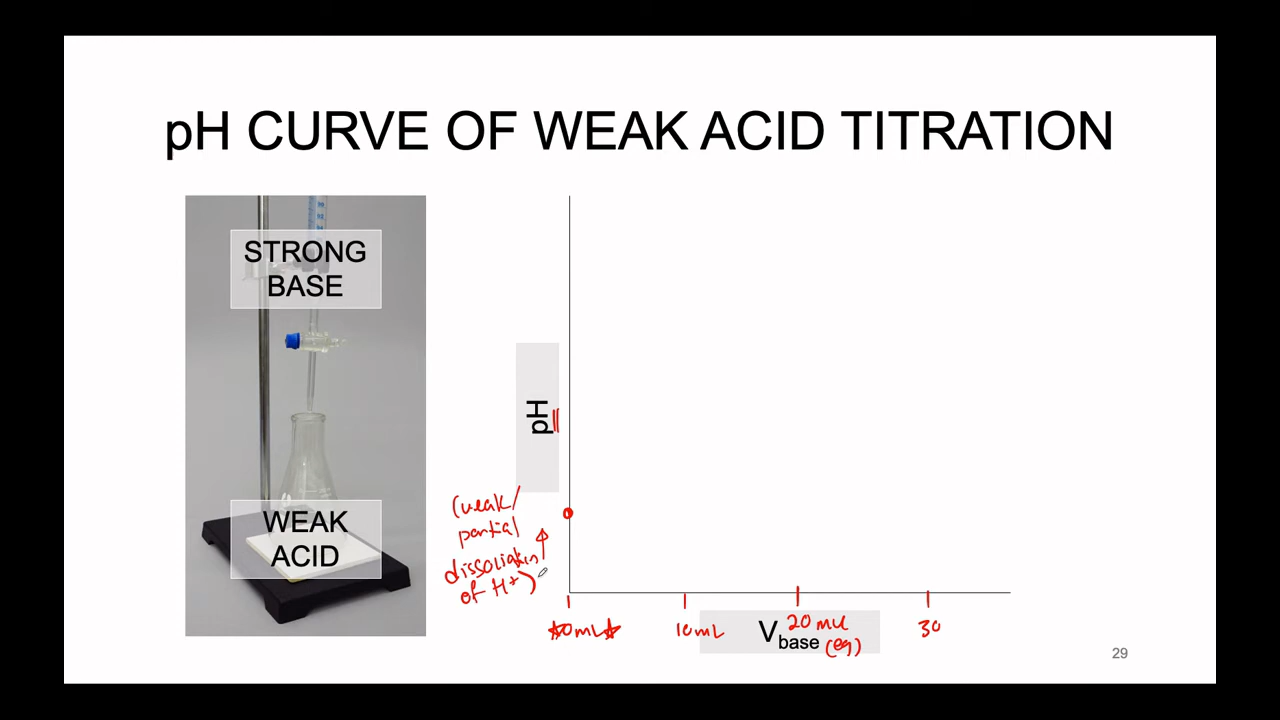 pH CURVE OF WEAK ACID TITRATION
STRONG
BASE
WEAK
ACID
pH
(weak/
partial
dissociation
of H+)
0mL
10mL
20mL
(eq)
30
Vbase
29